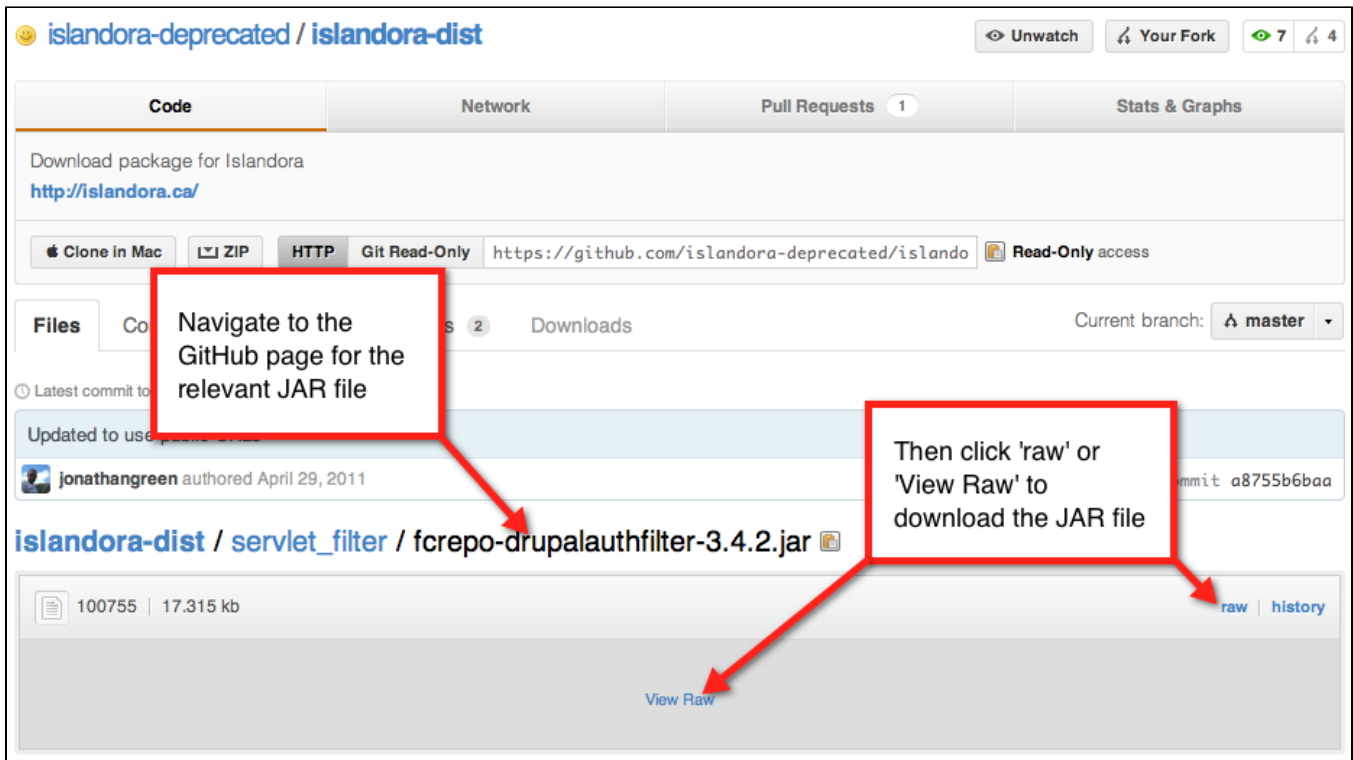 islandora-deprecated / islandora-dist
Unwatch Your Fork 7 4
Code Network Pull Requests 1 Stats & Graphs
Download package for Islandora
http://islandora.ca/
Clone in Mac ZIP HTTP Git Read-Only https://github.com/islandora-deprecated/islando Read-Only access
Navigate to the
GitHub page for the
relevant JAR file
Files 2 Downloads Current branch: master
Latest commit to
Updated to use
jonathangreen authored April 29, 2011 a8755b6baa
Then click 'raw' or
'View Raw' to
download the JAR file
islandora-dist / servlet_filter / fcrepo-drupalauthfilter-3.4.2.jar
100755 17.315 kb raw history
View Raw